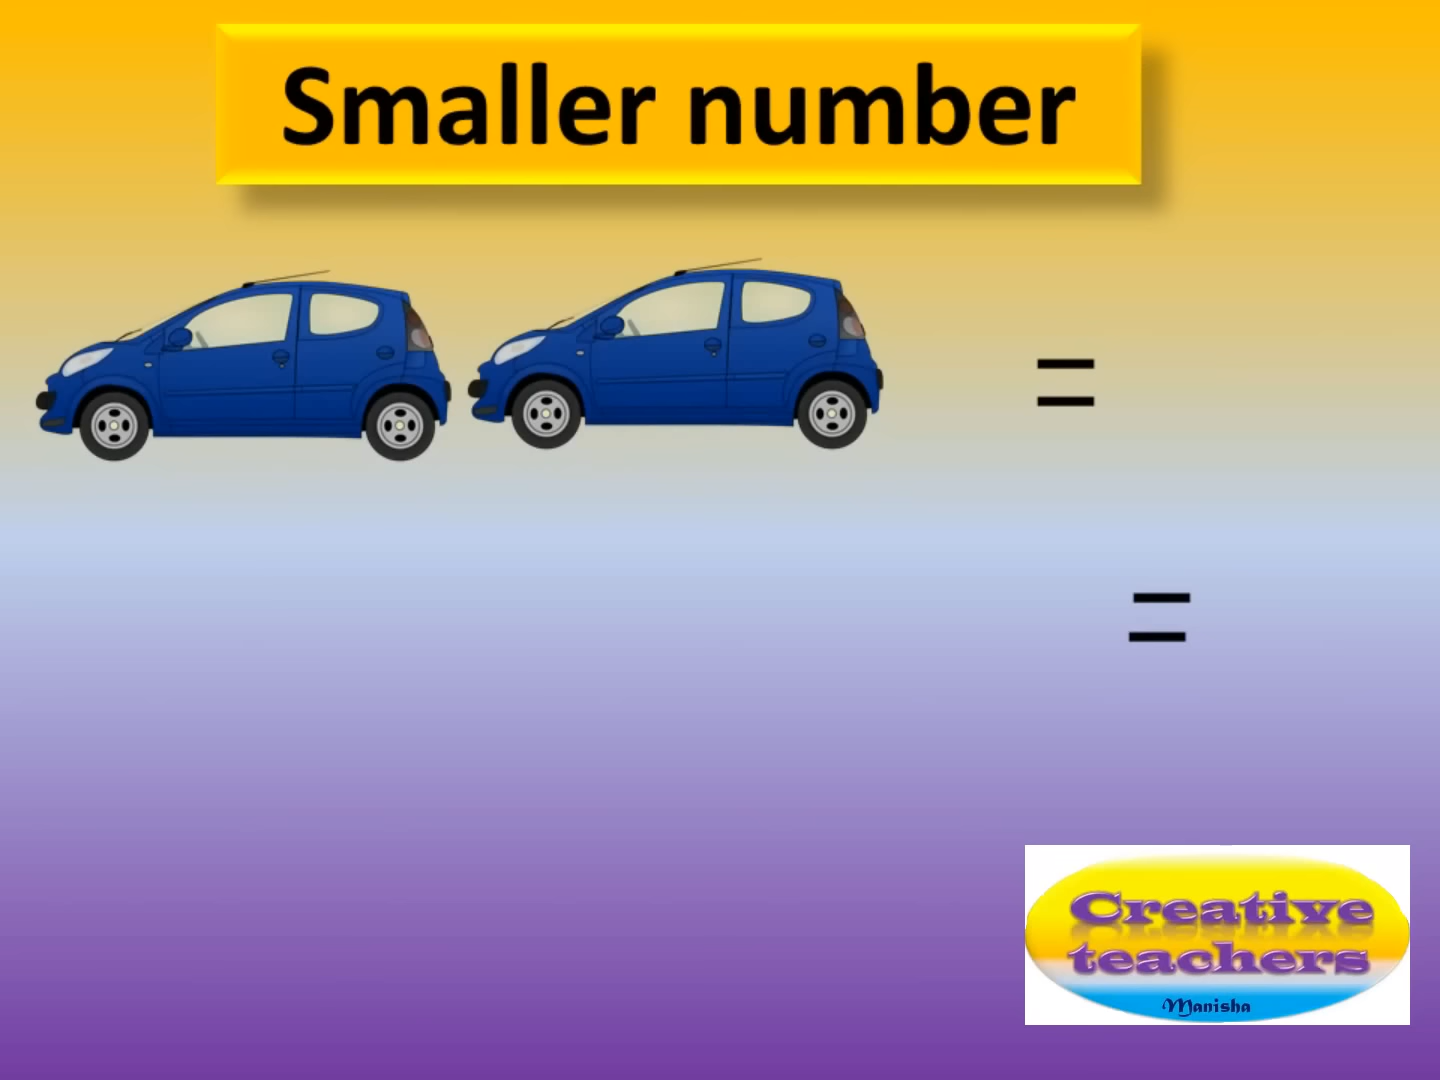 Smaller number
=
=
Creative
teachers
Manisha